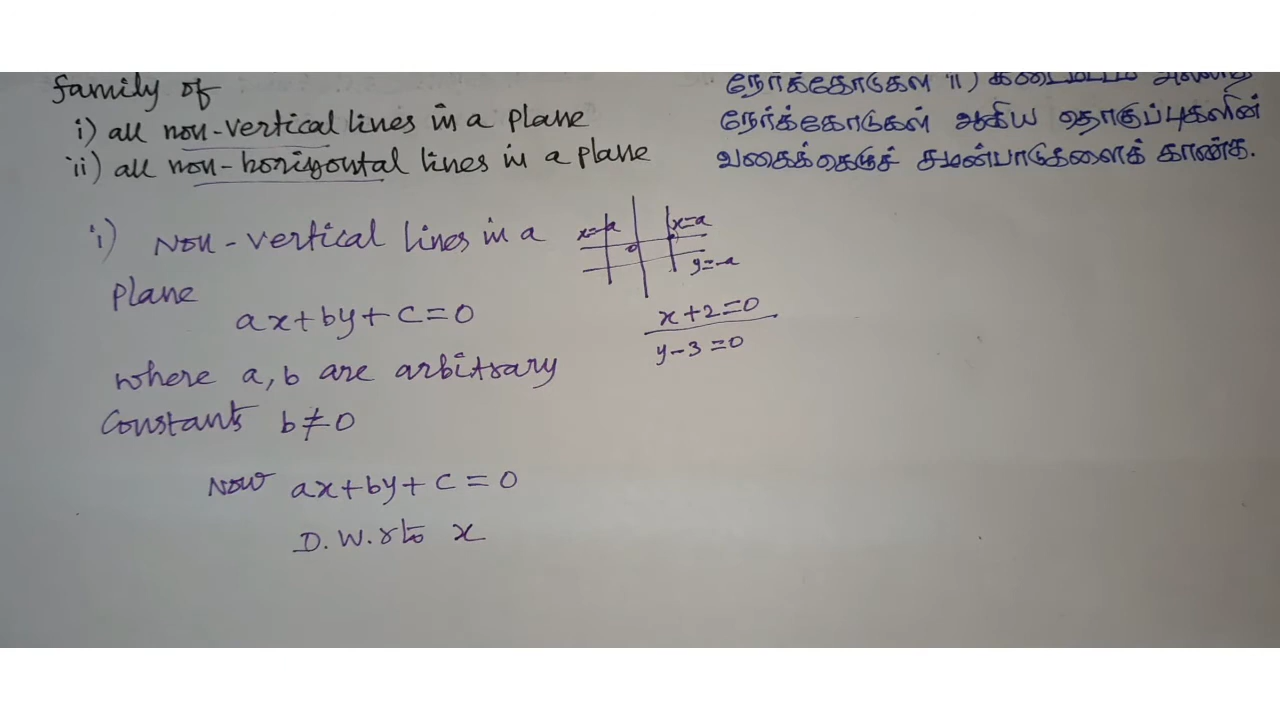 family of
i) all non-vertical lines in a plane
ii) all non-horizontal lines in a plane
நேர்க்கோடுகள் ii)
நேர்க்கோடுகள் ஆகிய தொகுப்புகளின்
வகைக்கெழுச் சமன்பாடுகளைக் காண்க.
i) Non-vertical lines in a
plane
x=-a
x=a
o
y=-a
ax+by+c=0
x+2=0
y-3=0
where a,b are arbitrary
Constants b≠0
Now ax+by+c=0
D.W.r to x